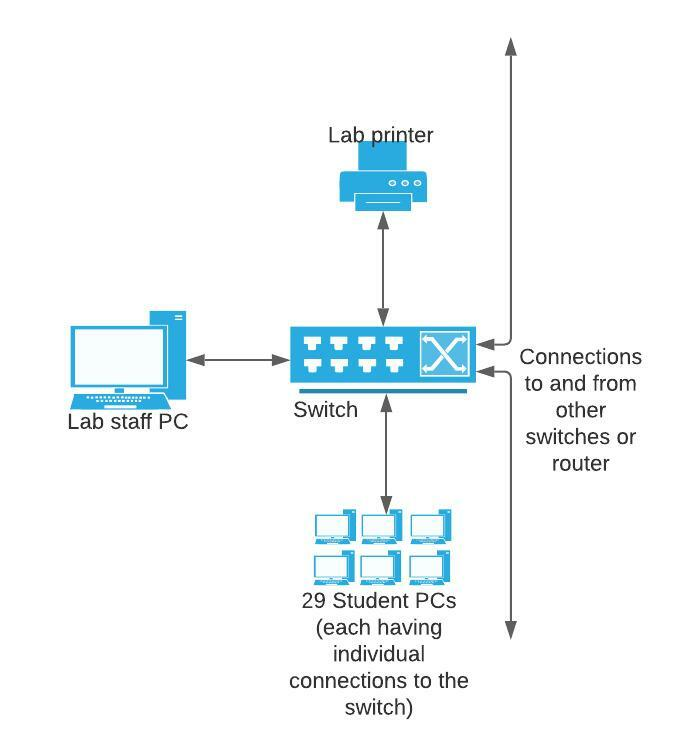 Lab printer
Connections
to and from
other
switches or
router
Switch
Lab staff PC
29 Student PCs
(each having
individual
connections to the
switch)